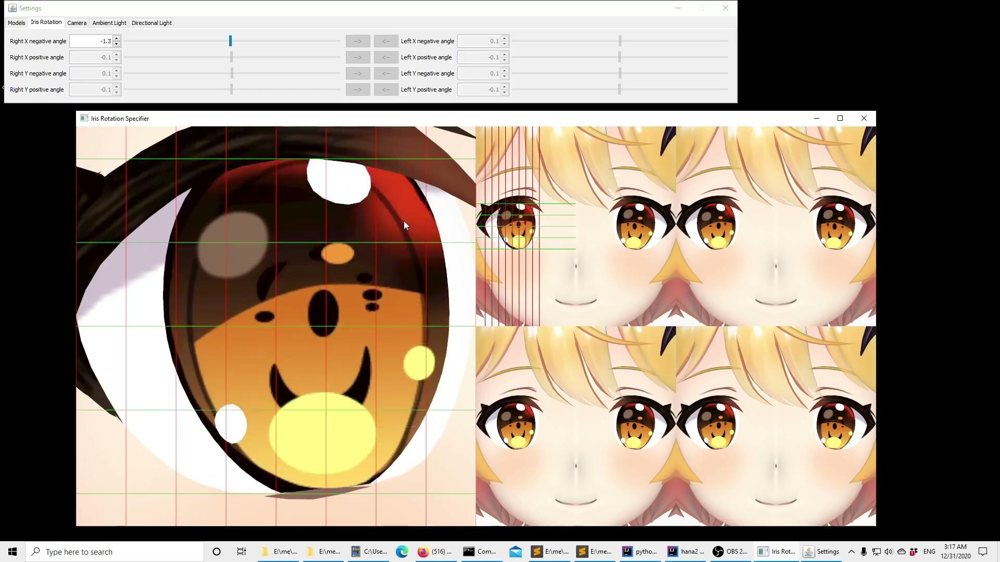 Settings
Models Iris Rotation Camera Ambient Light Directional Light
Right X negative angle -1.3 --> <-- Left X negative angle 0.1
Right X positive angle -0.1 --> <-- Left X positive angle -0.1
Right Y negative angle 0.1 --> <-- Left Y negative angle 0.1
Right Y positive angle -0.1 --> <-- Left Y positive angle -0.1
Iris Rotation Specifier
Type here to search
E:\me\...
E:\me...
C:\Use...
(516) ...
Com...
E:\me\...
E:\me...
pytho...
hana2 ...
OBS 2...
Iris Rot...
Settings
ENG
3:17 AM
12/31/2020